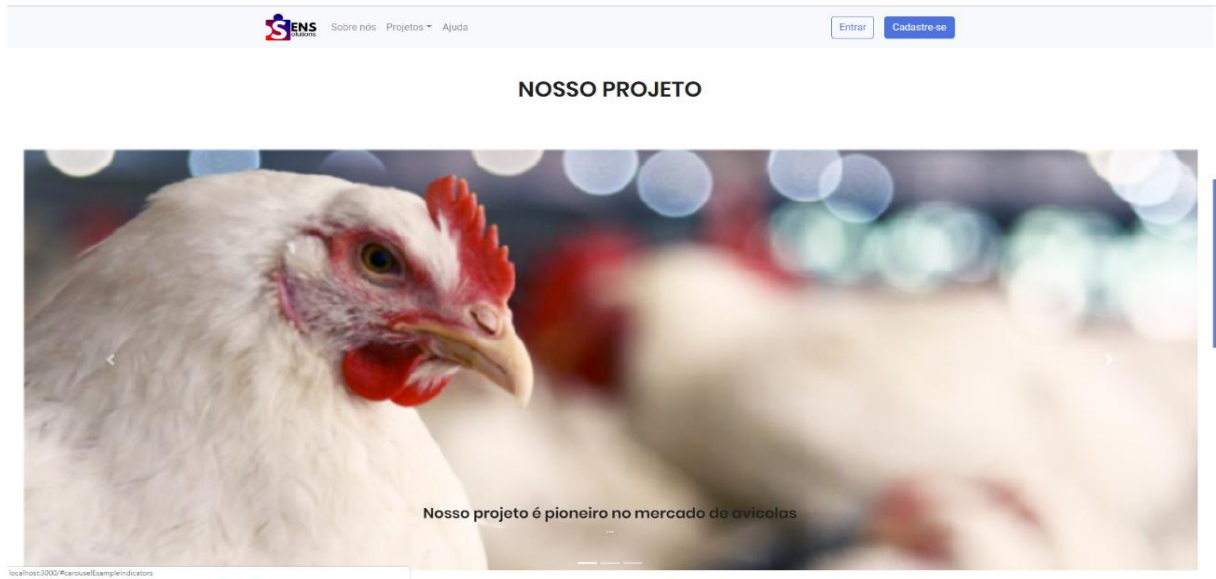 SENS
Solutions
Sobre nós Projetos Ajuda
Entrar Cadastre-se
NOSSO PROJETO
Nosso projeto é pioneiro no mercado de avicolas
...
localhost:3000/#carouselExampleIndicators